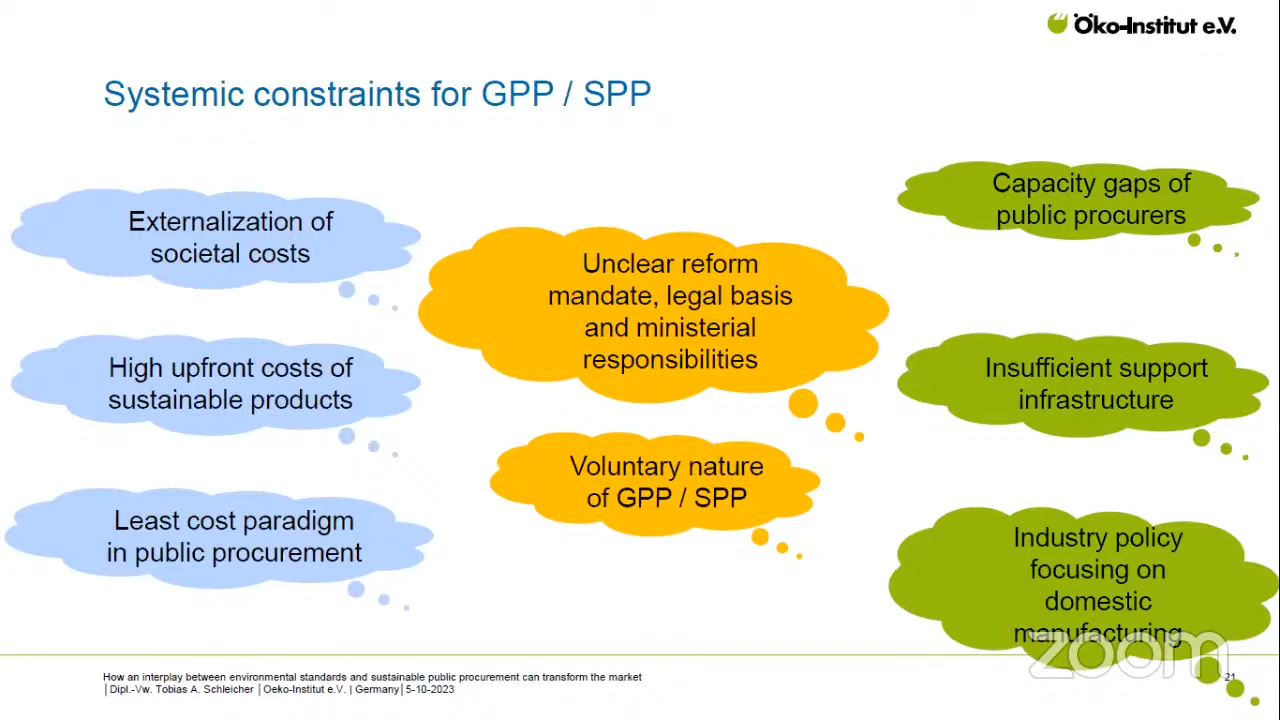 Öko-Institut e.V.
Systemic constraints for GPP / SPP
Externalization of
societal costs
High upfront costs of
sustainable products
Least cost paradigm
in public procurement
Unclear reform
mandate, legal basis
and ministerial
responsibilities
Voluntary nature
of GPP / SPP
Capacity gaps of
public procurers
Insufficient support
infrastructure
Industry policy
focusing on
domestic
manufacturing
zoom
How an interplay between environmental standards and sustainable public procurement can transform the market
│Dipl.-Vw. Tobias A. Schleicher│Oeko-Institut e.V.│Germany│5-10-2023
21